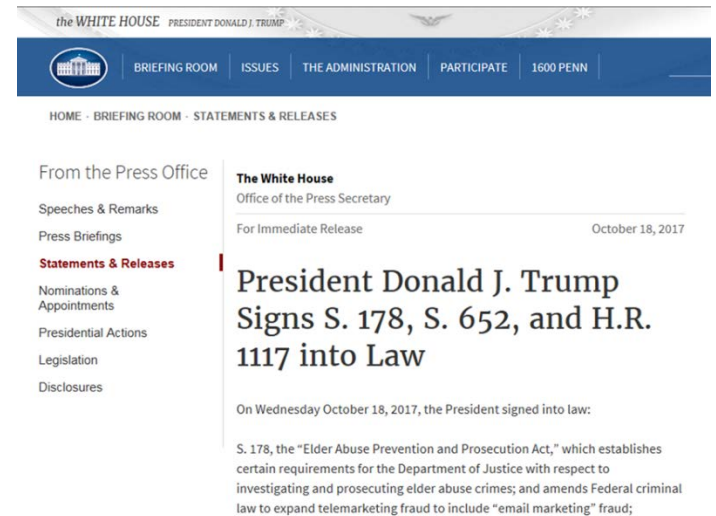 the WHITE HOUSE PRESIDENT DONALD J. TRUMP
BRIEFING ROOM ISSUES THE ADMINISTRATION PARTICIPATE 1600 PENN
HOME · BRIEFING ROOM · STATEMENTS & RELEASES
From the Press Office
Speeches & Remarks
Press Briefings
Statements & Releases
Nominations &
Appointments
Presidential Actions
Legislation
Disclosures
The White House
Office of the Press Secretary
For Immediate Release October 18, 2017
President Donald J. Trump
Signs S. 178, S. 652, and H.R.
1117 into Law
On Wednesday October 18, 2017, the President signed into law:
S. 178, the “Elder Abuse Prevention and Prosecution Act,” which establishes
certain requirements for the Department of Justice with respect to
investigating and prosecuting elder abuse crimes; and amends Federal criminal
law to expand telemarketing fraud to include “email marketing” fraud;